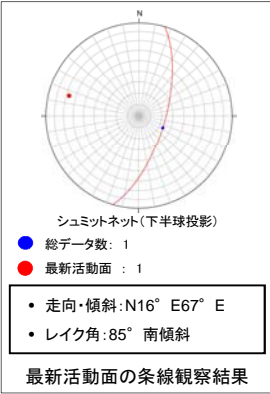 N
シュミットネット(下半球投影)
総データ数: 1
最新活動面 : 1
• 走向・傾斜:N16° E67° E
• レイク角:85° 南傾斜
最新活動面の条線観察結果